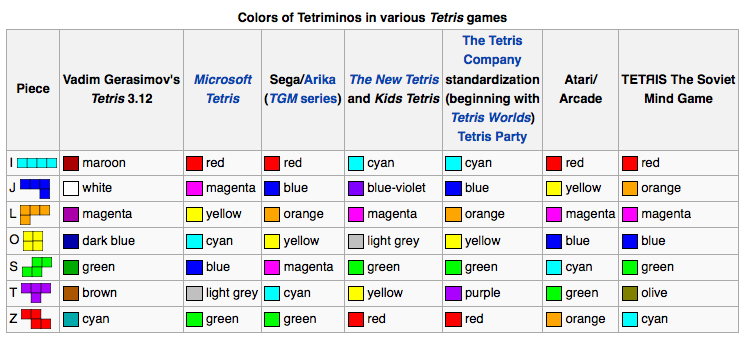 Colors of Tetriminos in various Tetris games
Piece | Vadim Gerasimov's Tetris 3.12 | Microsoft Tetris | Sega/Arika (TGM series) | The New Tetris and Kids Tetris | The Tetris Company standardization (beginning with Tetris Worlds) Tetris Party | Atari/ Arcade | TETRIS The Soviet Mind Game
I | maroon | red | red | cyan | cyan | red | red
J | white | magenta | blue | blue-violet | blue | yellow | orange
L | magenta | yellow | orange | magenta | orange | magenta | magenta
O | dark blue | cyan | yellow | light grey | yellow | blue | blue
S | green | blue | magenta | green | green | cyan | green
T | brown | light grey | cyan | yellow | purple | green | olive
Z | cyan | green | green | red | red | orange | cyan